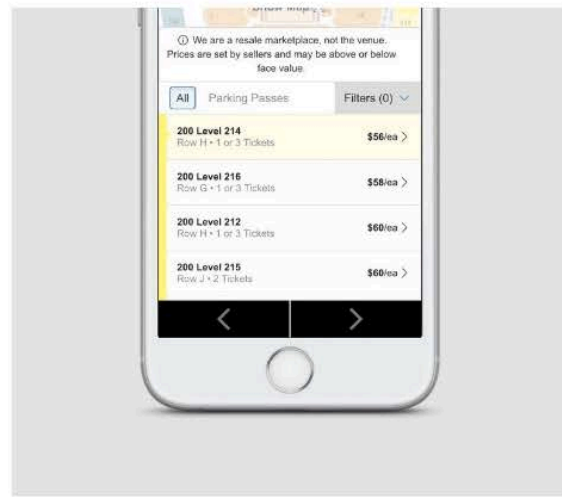 Show Map
ⓘ We are a resale marketplace, not the venue.
Prices are set by sellers and may be above or below
face value.
All Parking Passes Filters (0)
200 Level 214
Row H • 1 or 3 Tickets $56/ea >
200 Level 216
Row G • 1 or 3 Tickets $58/ea >
200 Level 212
Row H • 1 or 3 Tickets $60/ea >
200 Level 215
Row J • 2 Tickets $60/ea >